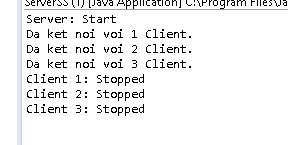 ServerSS (1) [Java Application] C:\Program Files\Ja
Server: Start
Da ket noi voi 1 Client.
Da ket noi voi 2 Client.
Da ket noi voi 3 Client.
Client 1: Stopped
Client 2: Stopped
Client 3: Stopped